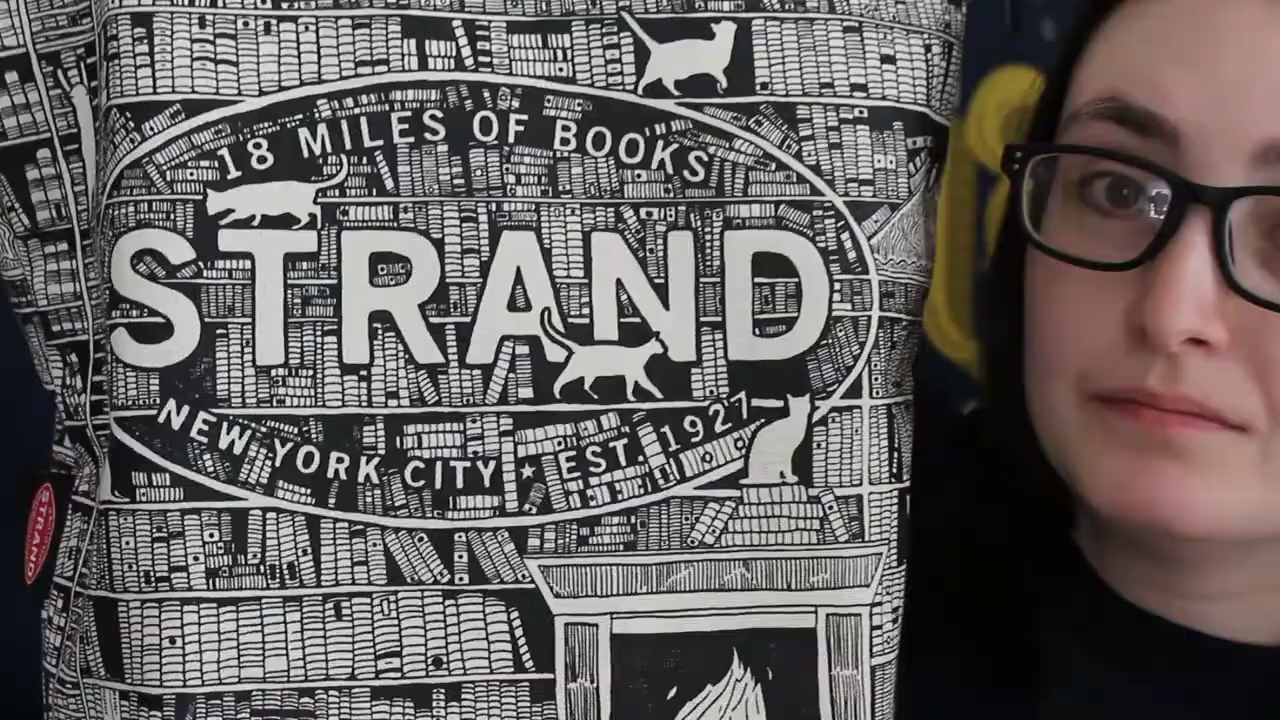 18 MILES OF BOOKS
STRAND
NEW YORK CITY ★ EST. 1927
STRAND